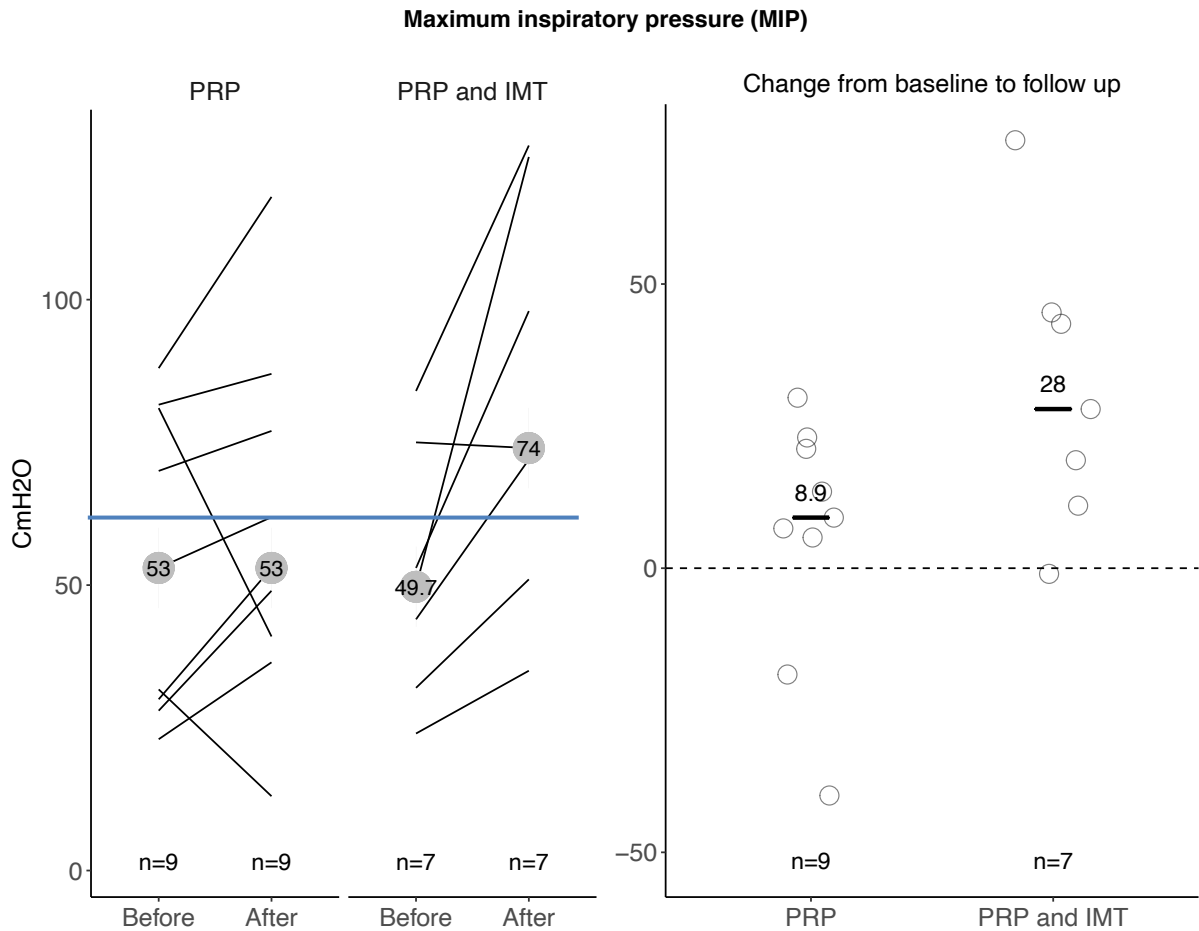 Maximum inspiratory pressure (MIP)
PRP
PRP and IMT
CmH2O
100
50
0
53
53
49.7
74
n=9
n=9
n=7
n=7
Before
After
Before
After
Change from baseline to follow up
50
0
−50
8.9
28
n=9
n=7
PRP
PRP and IMT